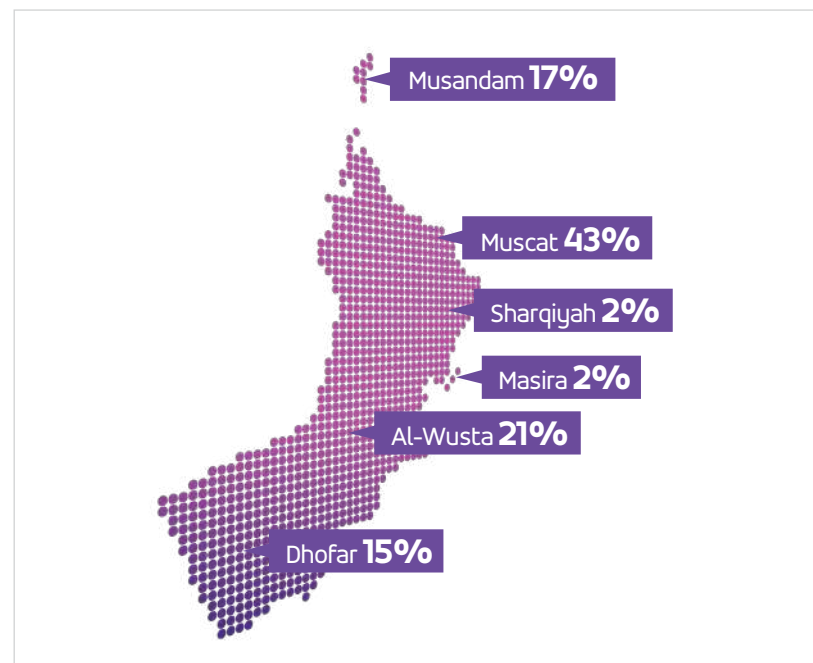 Musandam 17%
Muscat 43%
Sharqiyah 2%
Masira 2%
Al-Wusta 21%
Dhofar 15%